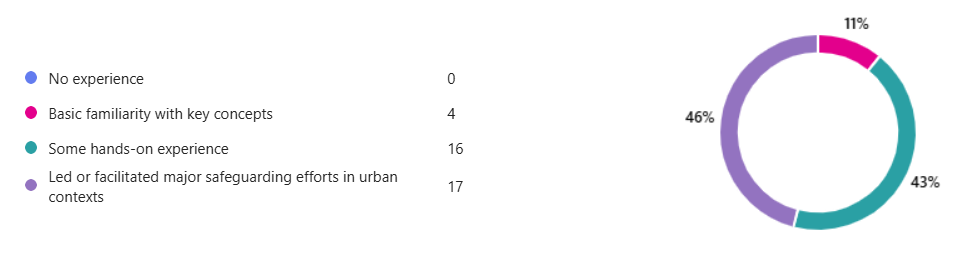 No experience 0
Basic familiarity with key concepts 4
Some hands-on experience 16
Led or facilitated major safeguarding efforts in urban
contexts 17
11%
46%
43%